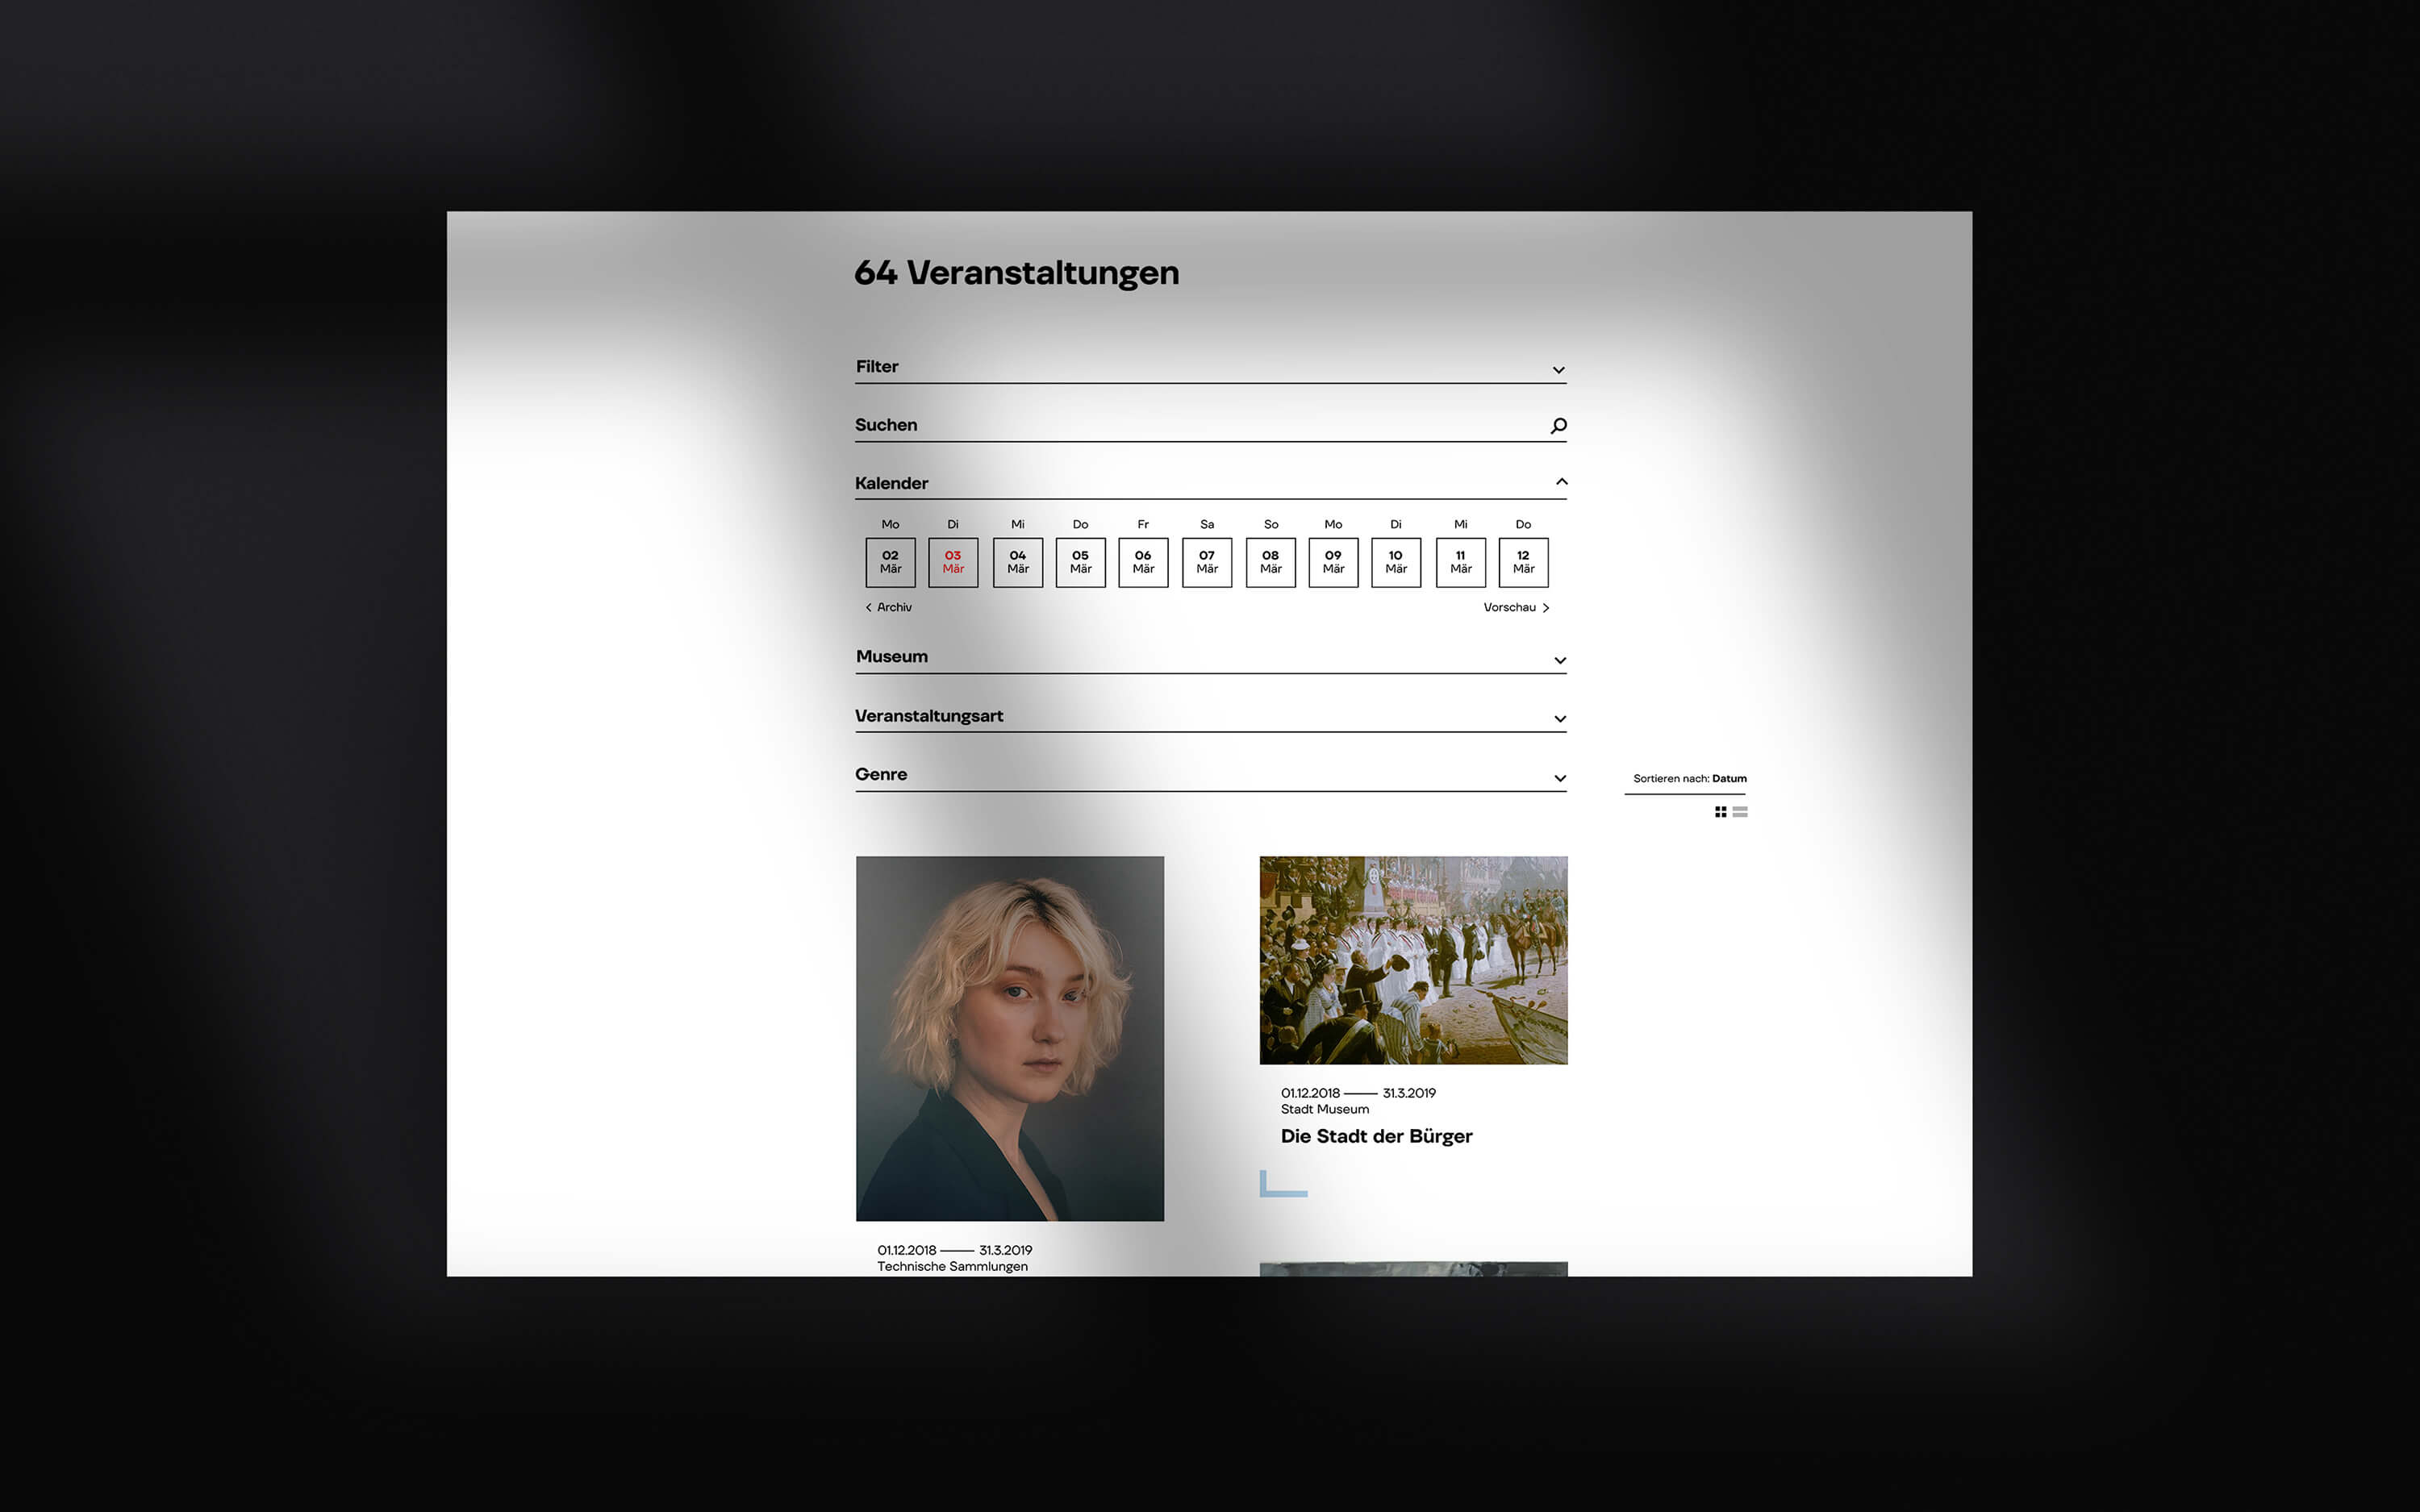 64 Veranstaltungen
Filter
Suchen
Kalender
Mo Di Mi Do Fr Sa So Mo Di Mi Do
02 03 04 05 06 07 08 09 10 11 12
Mär Mär Mär Mär Mär Mär Mär Mär Mär Mär Mär
Archiv Vorschau
Museum
Veranstaltungsart
Genre
Sortieren nach: Datum
01.12.2018 —— 31.3.2019
Stadt Museum
Die Stadt der Bürger
01.12.2018 —— 31.3.2019
Technische Sammlungen